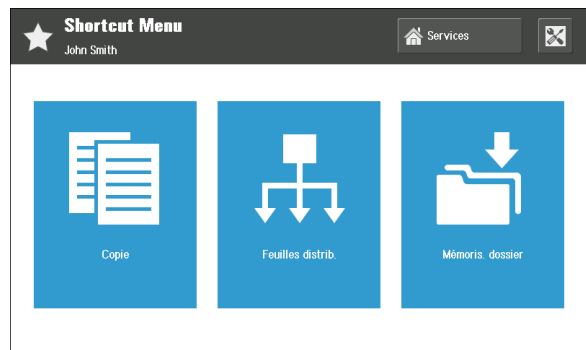 Shortcut Menu
John Smith
Services
Copie
Feuilles distrib.
Mémoris. dossier